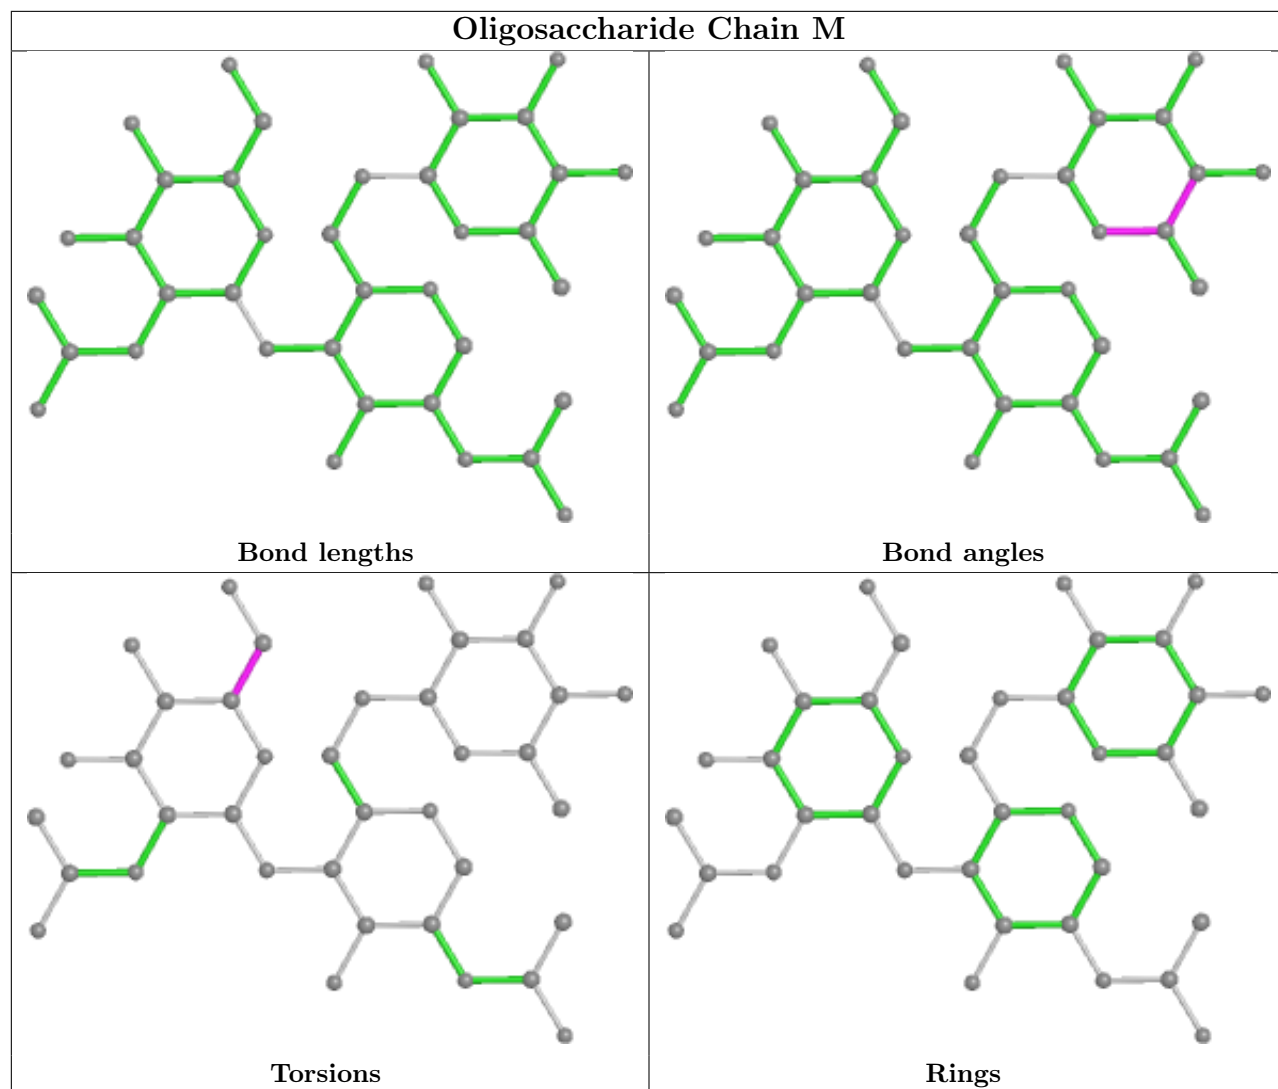 Oligosaccharide Chain M
Bond lengths
Bond angles
Torsions
Rings